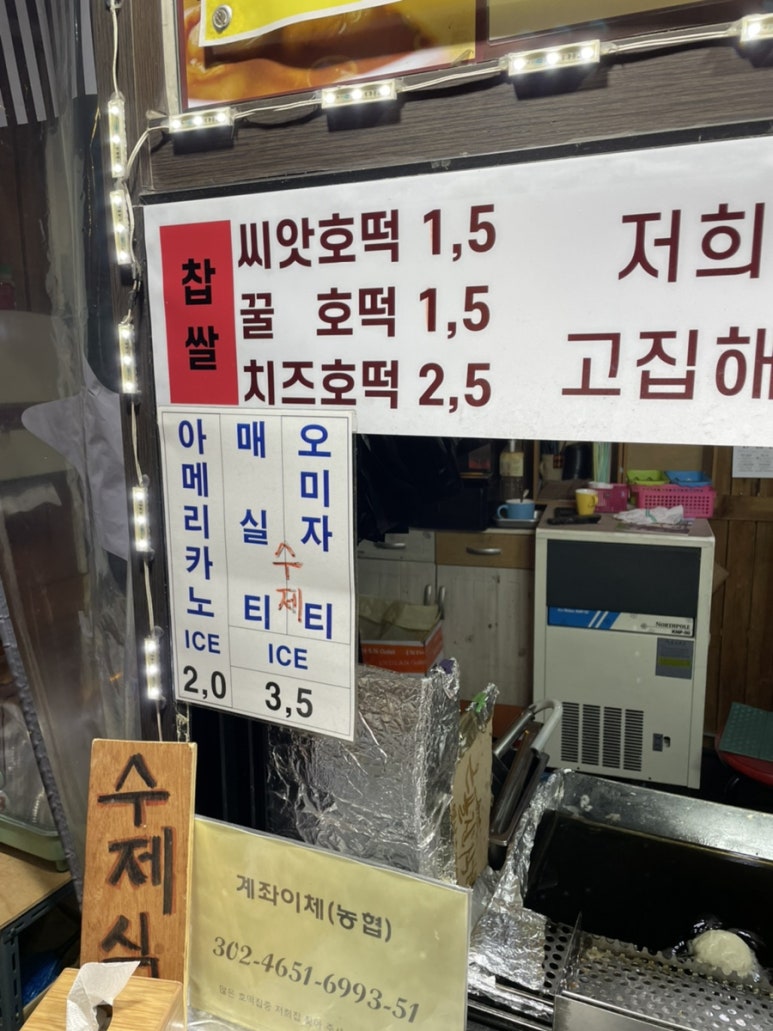 찹쌀
씨앗호떡 1,5
꿀 호떡 1,5
치즈호떡 2,5
저희
고집해
아메리카노
ICE
2,0
매실티
오미자티
수제
ICE
3,5
NORTHPOLE
수제
계좌이체(농협)
302-4651-6993-51